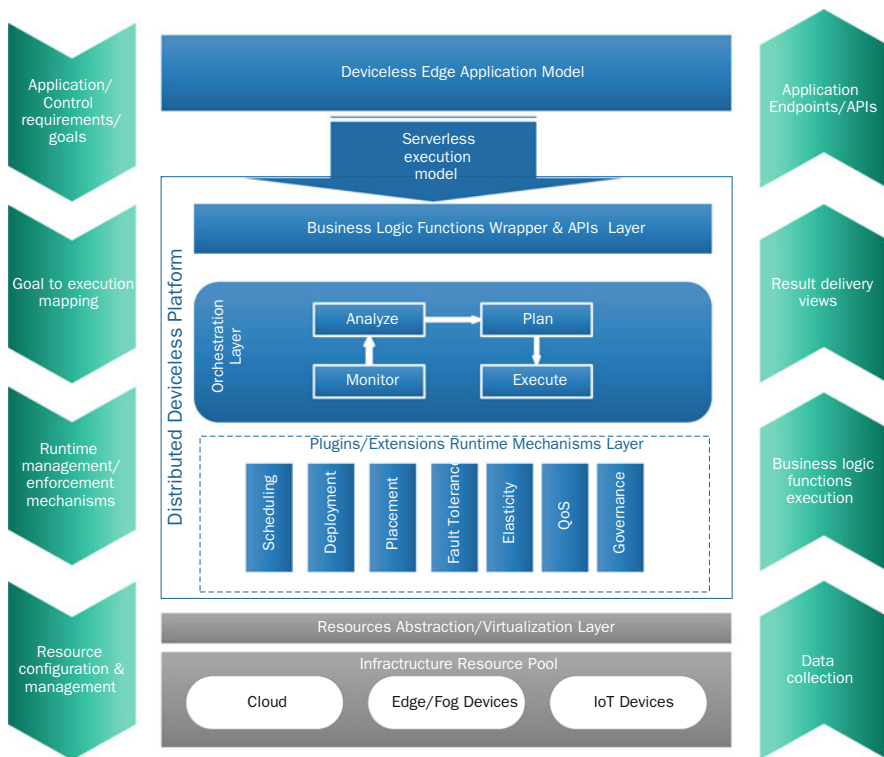 Application/
Control
requirements/
goals
Goal to execution
mapping
Runtime
management/
enforcement
mechanisms
Resource
configuration &
management
Deviceless Edge Application Model
Serverless
execution
model
Distributed Deviceless Platform
Business Logic Functions Wrapper & APIs Layer
Orchestration
Layer
Analyze
Plan
Monitor
Execute
Plugins/Extensions Runtime Mechanisms Layer
Scheduling
Deployment
Placement
Fault Tolerance
Elasticity
QoS
Governance
Resources Abstraction/Virtualization Layer
Infractructure Resource Pool
Cloud
Edge/Fog Devices
IoT Devices
Application
Endpoints/APIs
Result delivery
views
Business logic
functions
execution
Data
collection